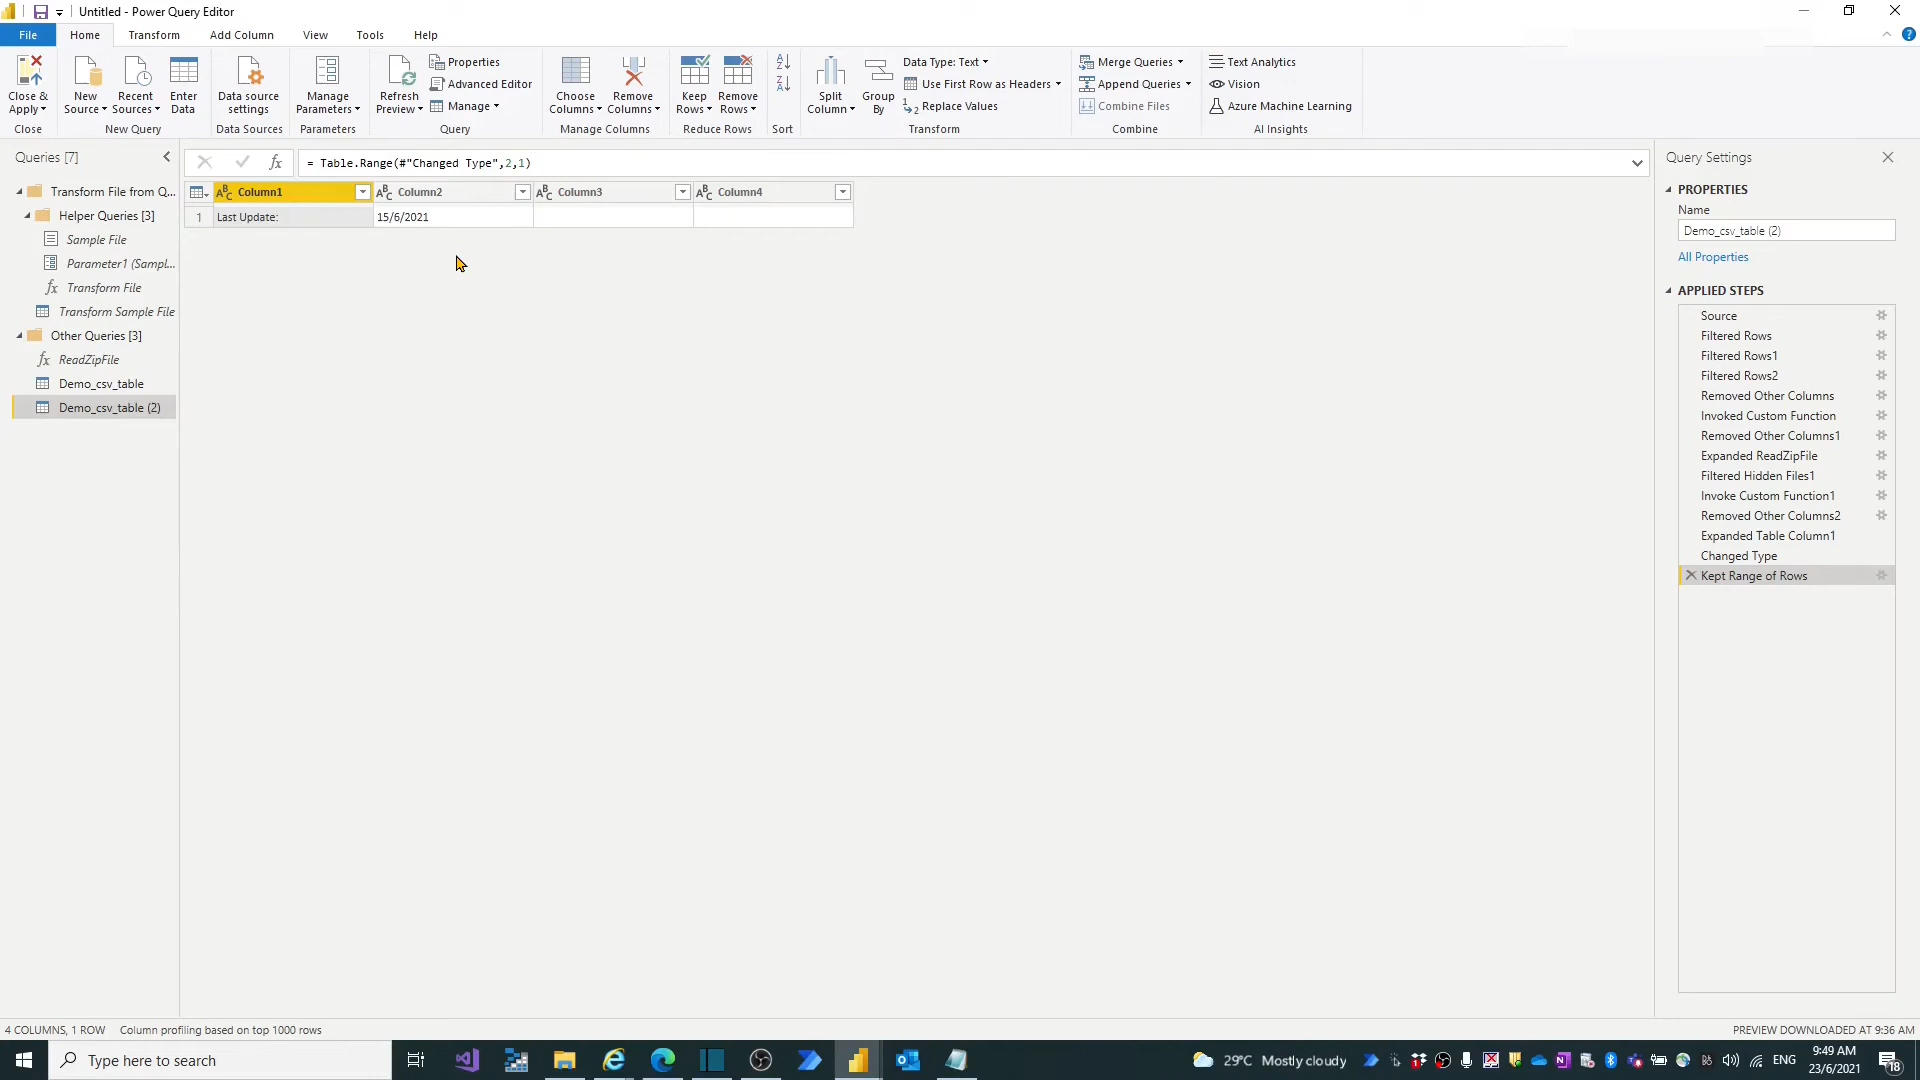 Untitled - Power Query Editor
File Home Transform Add Column View Tools Help
Close & Apply
Close
New Source
Recent Sources
Enter Data
New Query
Data source settings
Data Sources
Manage Parameters
Parameters
Refresh Preview
Properties
Advanced Editor
Manage
Query
Choose Columns
Remove Columns
Manage Columns
Keep Rows
Remove Rows
Reduce Rows
Sort
Split Column
Group By
Data Type: Text
Use First Row as Headers
Replace Values
Transform
Merge Queries
Append Queries
Combine Files
Combine
Text Analytics
Vision
Azure Machine Learning
AI Insights
Queries [7]
Transform File from Q...
Helper Queries [3]
Sample File
Parameter1 (Sampl...
Transform File
Transform Sample File
Other Queries [3]
ReadZipFile
Demo_csv_table
Demo_csv_table (2)
= Table.Range(#"Changed Type",2,1)
Column1 Column2 Column3 Column4
1 Last Update: 15/6/2021
Query Settings
PROPERTIES
Name
Demo_csv_table (2)
All Properties
APPLIED STEPS
Source
Filtered Rows
Filtered Rows1
Filtered Rows2
Removed Other Columns
Invoked Custom Function
Removed Other Columns1
Expanded ReadZipFile
Filtered Hidden Files1
Invoke Custom Function1
Removed Other Columns2
Expanded Table Column1
Changed Type
Kept Range of Rows
4 COLUMNS, 1 ROW Column profiling based on top 1000 rows
PREVIEW DOWNLOADED AT 9:36 AM
Type here to search
29°C Mostly cloudy
ENG
9:49 AM
23/6/2021
18